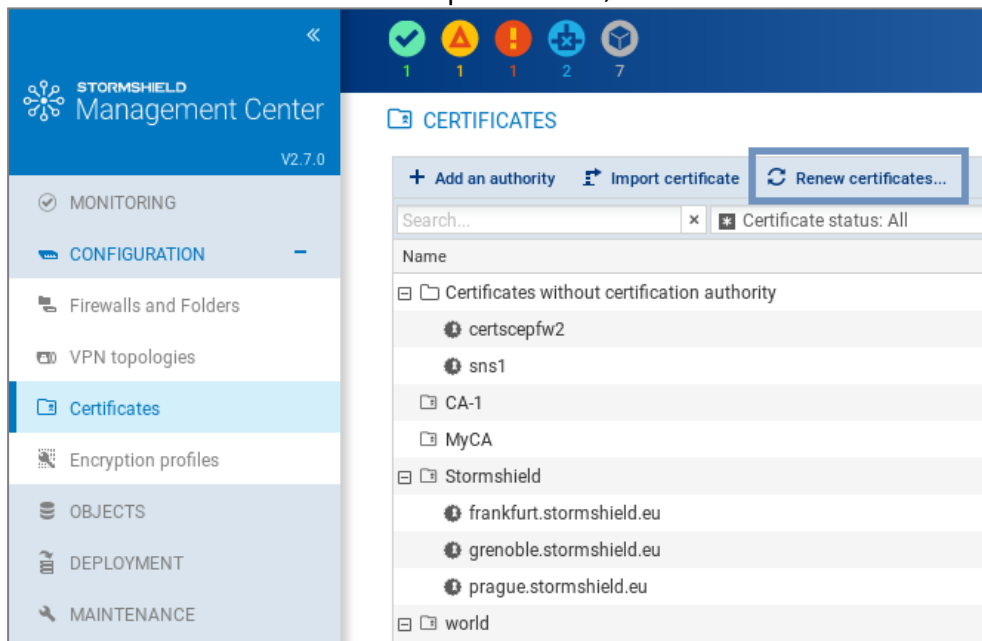 STORMSHIELD
Management Center
V2.7.0
MONITORING
CONFIGURATION
Firewalls and Folders
VPN topologies
Certificates
Encryption profiles
OBJECTS
DEPLOYMENT
MAINTENANCE
1 1 1 2 7
CERTIFICATES
+ Add an authority Import certificate Renew certificates...
Search... × Certificate status: All
Name
Certificates without certification authority
certscepfw2
sns1
CA-1
MyCA
Stormshield
frankfurt.stormshield.eu
grenoble.stormshield.eu
prague.stormshield.eu
world